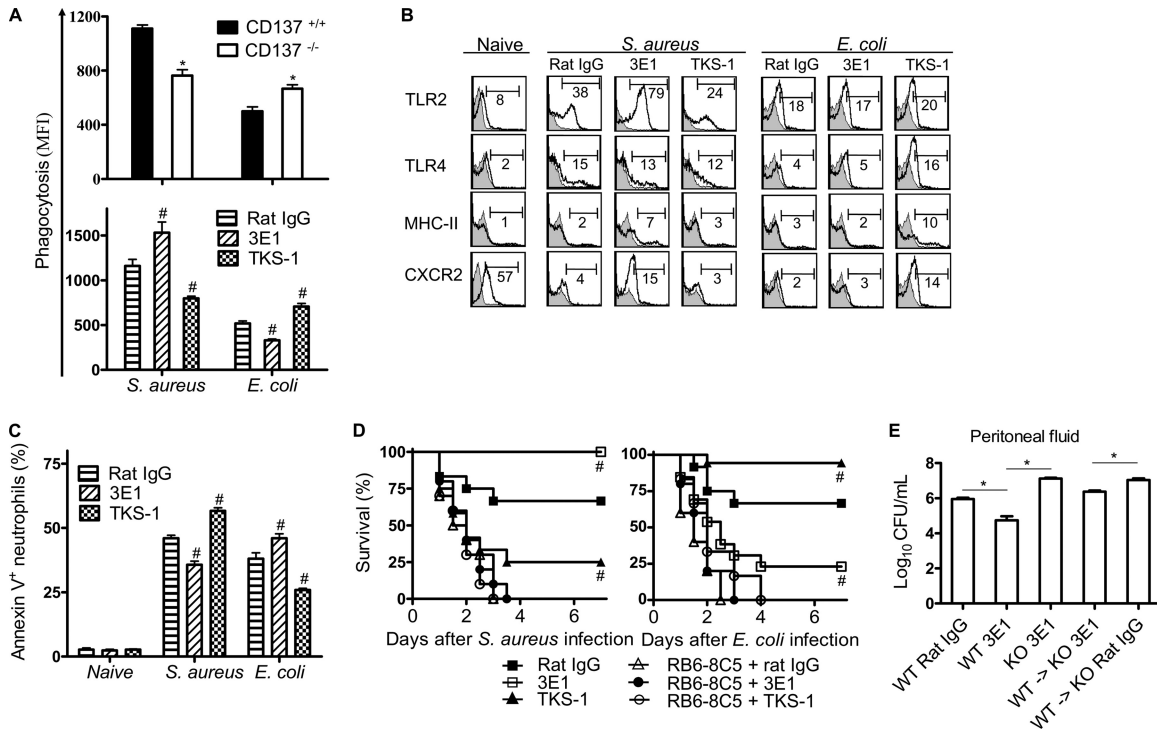 A
1200
800
400
0
CD137 +/+
CD137 -/-
*
*
Phagocytosis (MFI)
1500
1000
500
0
Rat IgG
3E1
TKS-1
#
#
#
#
S. aureus
E. coli
B
Naive
S. aureus
E. coli
Rat IgG
3E1
TKS-1
Rat IgG
3E1
TKS-1
TLR2
8
38
79
24
18
17
20
TLR4
2
15
13
12
4
5
16
MHC-II
1
2
7
3
3
2
10
CXCR2
57
4
15
3
2
3
14
C
Annexin V+ neutrophils (%)
75
50
25
0
Rat IgG
3E1
TKS-1
#
#
#
#
Naive
S. aureus
E. coli
D
Survival (%)
100
75
50
25
0
#
#
0
2
4
6
Days after S. aureus infection
100
75
50
25
0
#
#
0
2
4
6
Days after E. coli infection
Rat IgG
3E1
TKS-1
RB6-8C5 + rat IgG
RB6-8C5 + 3E1
RB6-8C5 + TKS-1
E
Peritoneal fluid
Log10 CFU/mL
8
6
4
2
0
*
*
*
WT Rat IgG
WT 3E1
KO 3E1
WT -> KO 3E1
WT -> KO Rat IgG